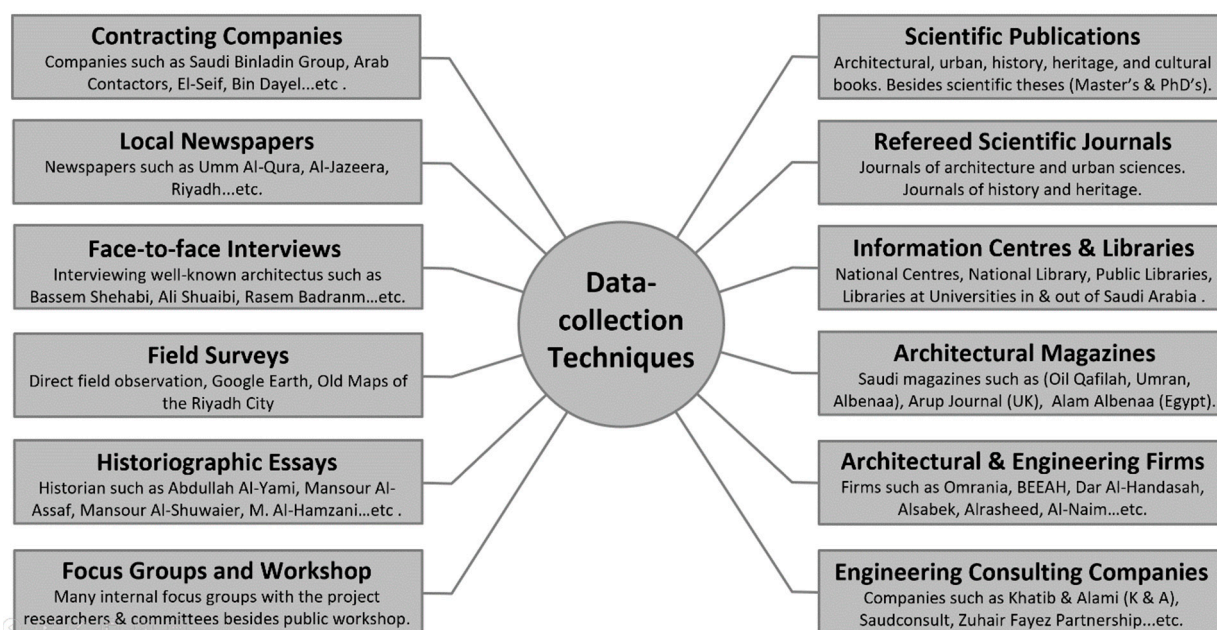 Contracting Companies
Companies such as Saudi Binladin Group, Arab
Contactors, El-Seif, Bin Dayel...etc .
Local Newspapers
Newspapers such as Umm Al-Qura, Al-Jazeera,
Riyadh...etc.
Face-to-face Interviews
Interviewing well-known architectus such as
Bassem Shehabi, Ali Shuaibi, Rasem Badranm...etc.
Field Surveys
Direct field observation, Google Earth, Old Maps of
the Riyadh City
Historiographic Essays
Historian such as Abdullah Al-Yami, Mansour Al-
Assaf, Mansour Al-Shuwaier, M. Al-Hamzani...etc .
Focus Groups and Workshop
Many internal focus groups with the project
researchers & committees besides public workshop.
Data-
collection
Techniques
Scientific Publications
Architectural, urban, history, heritage, and cultural
books. Besides scientific theses (Master's & PhD's).
Refereed Scientific Journals
Journals of architecture and urban sciences.
Journals of history and heritage.
Information Centres & Libraries
National Centres, National Library, Public Libraries,
Libraries at Universities in & out of Saudi Arabia .
Architectural Magazines
Saudi magazines such as (Oil Qafilah, Umran,
Albenaa), Arup Journal (UK), Alam Albenaa (Egypt).
Architectural & Engineering Firms
Firms such as Omrania, BEEAH, Dar Al-Handasah,
Alsabek, Alrasheed, Al-Naim...etc.
Engineering Consulting Companies
Companies such as Khatib & Alami (K & A),
Saudconsult, Zuhair Fayez Partnership...etc.